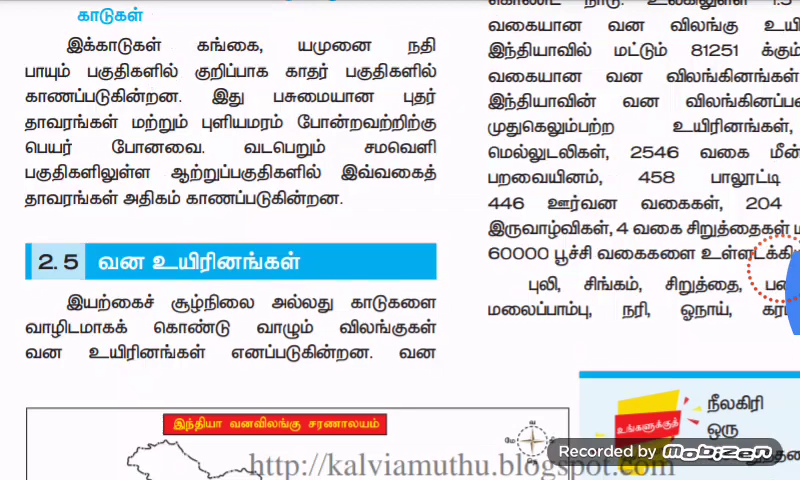 காடுகள்
இக்காடுகள் கங்கை, யமுனை நதி
பாயும் பகுதிகளில் குறிப்பாக காதர் பகுதிகளில்
காணப்படுகின்றன. இது பசுமையான புதர்
தாவரங்கள் மற்றும் புளியமரம் போன்றவற்றிற்கு
பெயர் போனவை. வடபெறும் சமவெளி
பகுதிகளிலுள்ள ஆற்றுப்பகுதிகளில் இவ்வகைத்
தாவரங்கள் அதிகம் காணப்படுகின்றன.
2. 5 வன உயிரினங்கள்
இயற்கைச் சூழ்நிலை அல்லது காடுகளை
வாழிடமாகக் கொண்டு வாழும் விலங்குகள்
வன உயிரினங்கள் எனப்படுகின்றன. வன
இந்தியா வனவிலங்கு சரணாலயம்
http://kalviamuthu.blogspot.com
வகையான வன விலங்கு
இந்தியாவில் மட்டும் 81251 க்கும்
வகையான வன விலங்கினங்கள்
இந்தியாவின் வன
முதுகெலும்பற்ற உயிரினங்கள்,
மெல்லுடலிகள், 2546 வகை மீன்
பறவையினம், 458 பாலூட்டி
446 ஊர்வன வகைகள், 204
இருவாழ்விகள், 4 வகை சிறுத்தைகள்
60000 பூச்சி வகைகளை
புலி, சிங்கம், சிறுத்தை,
மலைப்பாம்பு, நரி, ஓநாய்,
உங்களுக்குத்
நீலகிரி
ஒரு
Recorded by Mobizen